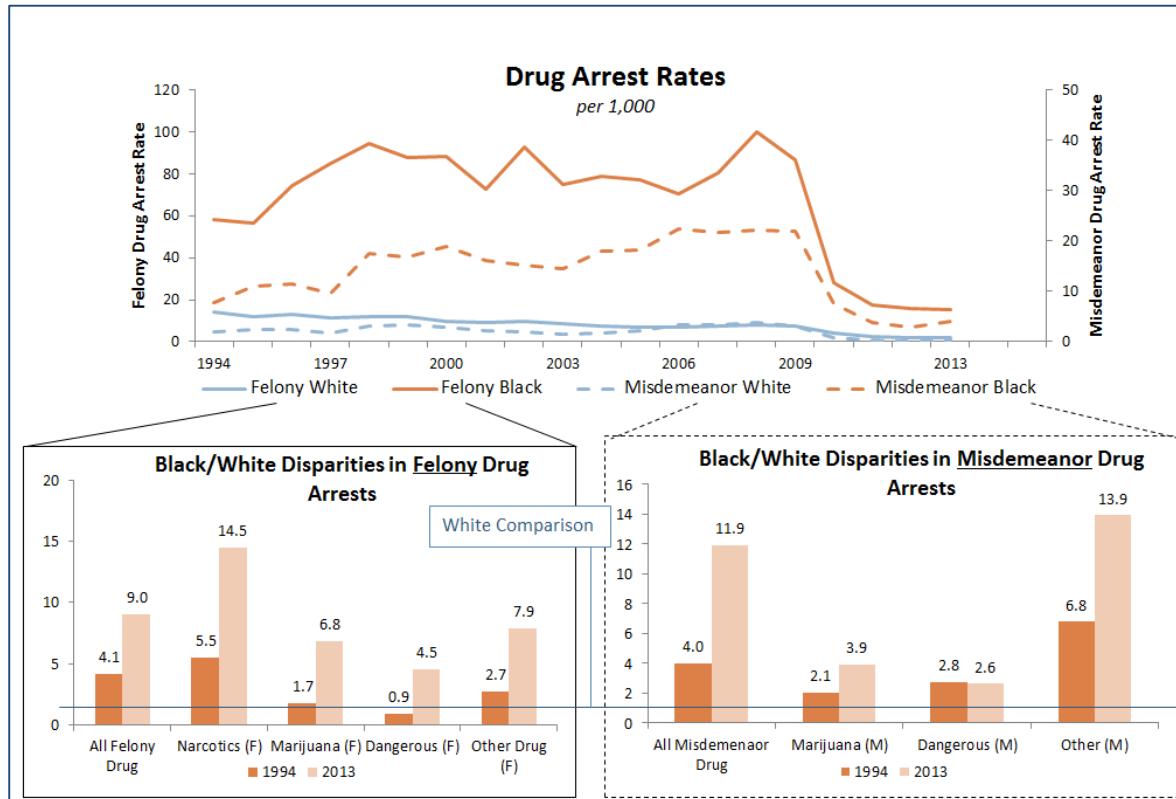 Drug Arrest Rates
per 1,000
Felony Drug Arrest Rate
120
100
80
60
40
20
0
Misdemeanor Drug Arrest Rate
50
40
30
20
10
0
1994 1997 2000 2003 2006 2009 2013
Felony White Felony Black Misdemeanor White Misdemeanor Black
Black/White Disparities in Felony Drug
Arrests
20
15
10
5
0
4.1 9.0 5.5 14.5 1.7 6.8 0.9 4.5 2.7 7.9
All Felony Narcotics (F) Marijuana (F) Dangerous (F) Other Drug
Drug (F)
1994 2013
White Comparison
Black/White Disparities in Misdemeanor Drug
Arrests
16
14
12
10
8
6
4
2
0
4.0 11.9 2.1 3.9 2.8 2.6 6.8 13.9
All Misdemenaor Marijuana (M) Dangerous (M) Other (M)
Drug
1994 2013